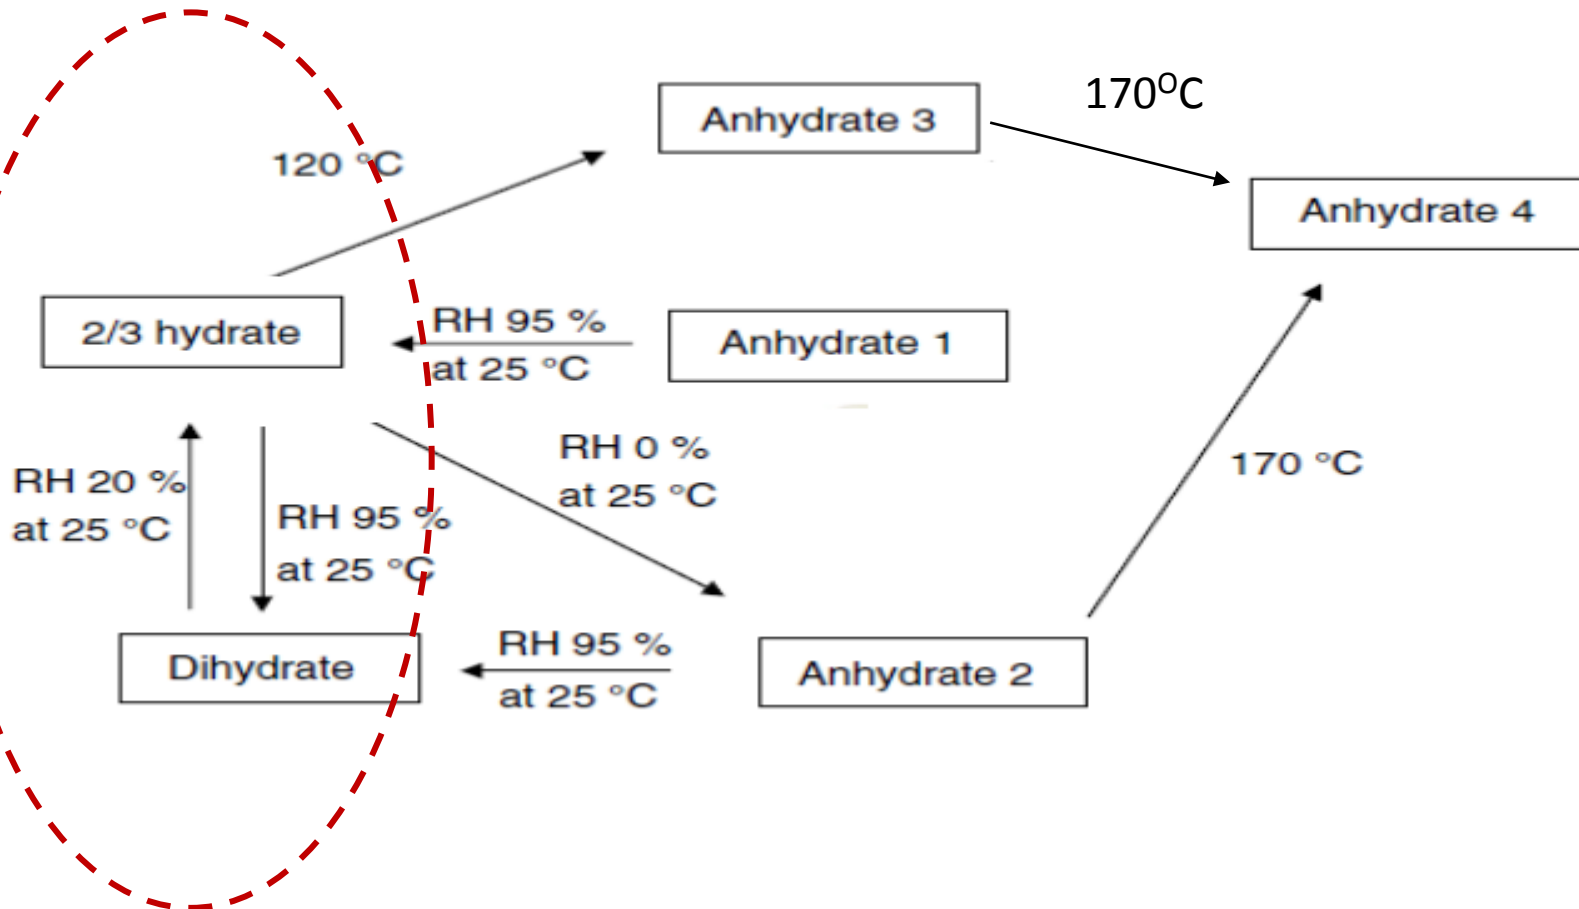 170ᴼC
Anhydrate 3
120 °C
Anhydrate 4
RH 95 %
at 25 °C
2/3 hydrate
Anhydrate 1
RH 0 %
at 25 °C
170 °C
RH 20 %
at 25 °C
RH 95 %
at 25 °C
RH 95 %
at 25 °C
Dihydrate
Anhydrate 2